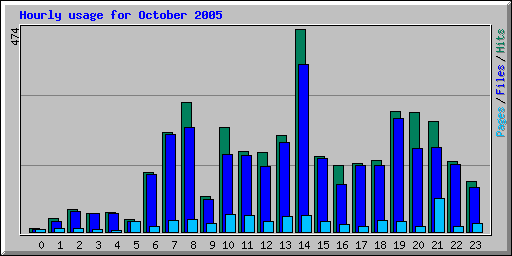 Hourly usage for October 2005
474
Pages / Files / Hits
0 1 2 3 4 5 6 7 8 9 10 11 12 13 14 15 16 17 18 19 20 21 22 23